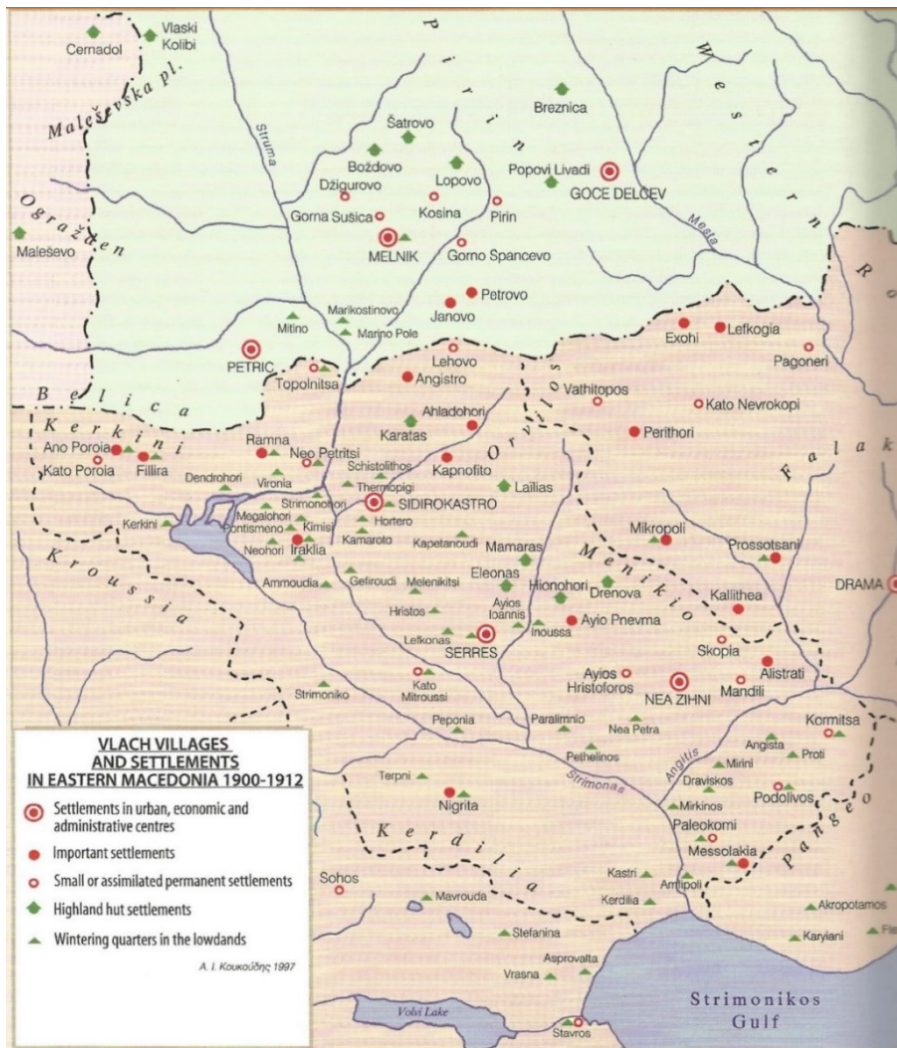 Cernadol
Vlaski
Kolibi
Maleševska pl.
Pirin
Western
Ro
Struma
Breznica
Šatrovo
Boždovo
Lopovo
Popovi Livadi
GOCE DELČEV
Džigurovo
Gorna Sušica
Kosina
Pirin
Ogražden
Maleševo
MELNIK
Gorno Spancevo
Mesta
Petrovo
Janovo
Mitino
Marikostinovo
Marino Pole
Exohi
Lefkogia
PETRIC
Lehovo
Pagoneri
Topolnitsa
Angistro
Vathitopos
Kato Nevrokopi
Belica
Kerkini
Ahladohori
Karatas
Orvilos
Perithori
Falak
Ano Poroia
Kato Poroia
Fillira
Ramna
Neo Petritsi
Kapnofito
Vironia
Schistolithos
Thermopigi
Laïlias
Dendrohori
Strimonohori
SIDIROKASTRO
Megalohori
Pontismeno
Kimisi
Hortero
Kerkini
Neohori
Iraklia
Kamaroto
Kapetanoudi
Mikropoli
Prossotsani
Mamaras
Menikio
Kroussia
Ammoudia
Gefiroudi
Melenikitsi
Eleonas
Hionohori
Drenova
DRAMA
Hristos
Ayios
Ioannis
Kallithea
Lefkonas
SERRES
Inoussa
Ayio Pnevma
Skopia
Strimoniko
Kato
Mitroussi
Ayios
Hristoforos
NEA ZIHNI
Mandili
Alistrati
Peponia
Paralimnio
Nea Petra
Kormitsa
Pethelinos
Angista
Proti
Strimonas
Angitis
Mirini
Terpni
Draviskos
Podolivos
Nigrita
Mirkinos
Kerdilia
Paleokomi
Pangeo
Messolakia
Sohos
Kastri
Amfipoli
Mavrouda
Kerdilia
Akropotamos
Stefanina
Karyiani
Fle
Asprovalta
Vrasna
Volvi Lake
Stavros
Strimonikos
Gulf
VLACH VILLAGES
AND SETTLEMENTS
IN EASTERN MACEDONIA 1900-1912
Settlements in urban, economic and
administrative centres
Important settlements
Small or assimilated permanent settlements
Highland hut settlements
Wintering quarters in the lowdands
Α. Ι. Κουκούδης 1997